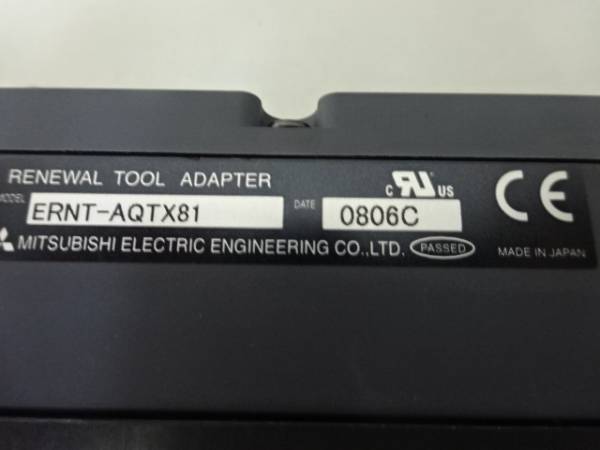 RENEWAL TOOL ADAPTER
MODEL ERNT-AQTX81 DATE 0806C
c RU US CE
MITSUBISHI ELECTRIC ENGINEERING CO.,LTD. PASSED MADE IN JAPAN